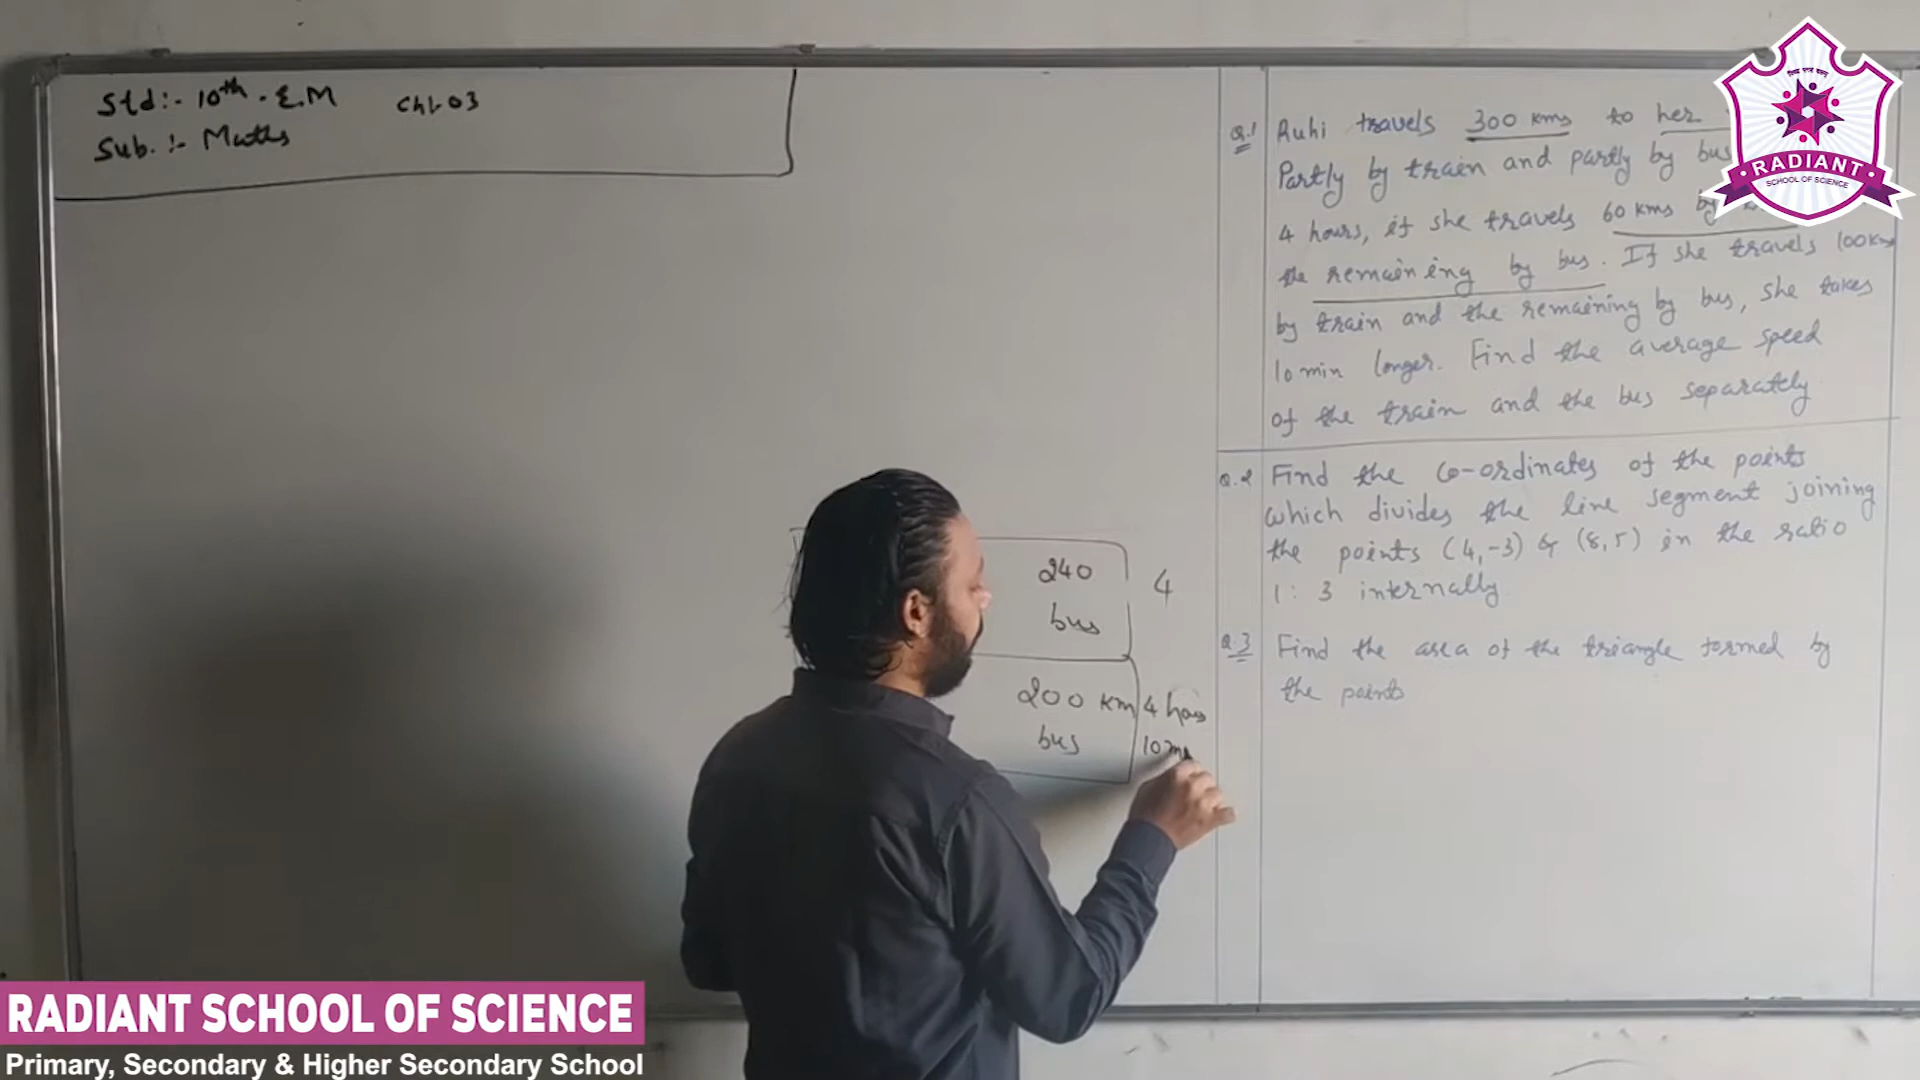 Std:- 10th - E.M Ch-03
Sub. :- Maths
Q.1 Ruhi travels 300 kms to her
Partly by train and partly by bus
4 hours, if she travels 60 kms by
the remaining by bus. If she travels 100km
by train and the remaining by bus, she takes
10 min longer. Find the average speed
of the train and the bus separately
Q.2 Find the Co-ordinates of the points
which divides the line segment joining
the points (4,-3) & (8,5) in the ratio
1: 3 internally.
Q.3 Find the area of the triangle formed by
the points
240
bus
4
200 km
bus
4 hours
10 m
RADIANT
SCHOOL OF SCIENCE
RADIANT SCHOOL OF SCIENCE
Primary, Secondary & Higher Secondary School